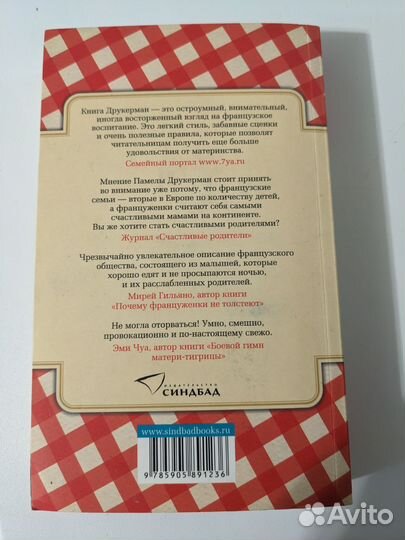 Книга Друкерман — это остроумный, внимательный,
иногда восторженный взгляд на французское
воспитание. Это легкий стиль, забавные сценки
и очень полезные правила, которые позволят
читательницам получить еще больше
удовольствия от материнства.
Семейный портал www.7ya.ru
Мнение Памелы Друкерман стоит принять
во внимание уже потому, что французские
семьи — вторые в Европе по количеству детей,
а француженки считают себя самыми
счастливыми мамами на континенте.
Вы же хотите стать счастливыми родителями?
Журнал «Счастливые родители»
Чрезвычайно увлекательное описание французского
общества, состоящего из малышей, которые
хорошо едят и не просыпаются ночью,
и их расслабленных родителей.
Мирей Гильяно, автор книги
«Почему француженки не толстеют»
Не могла оторваться! Умно, смешно,
провокационно и по-настоящему свежо.
Эми Чуа, автор книги «Боевой гимн
матери-тигрицы»
ИЗДАТЕЛЬСТВО
СИНДБАД
www.sindbadbooks.ru
9 785905 891236
Avito